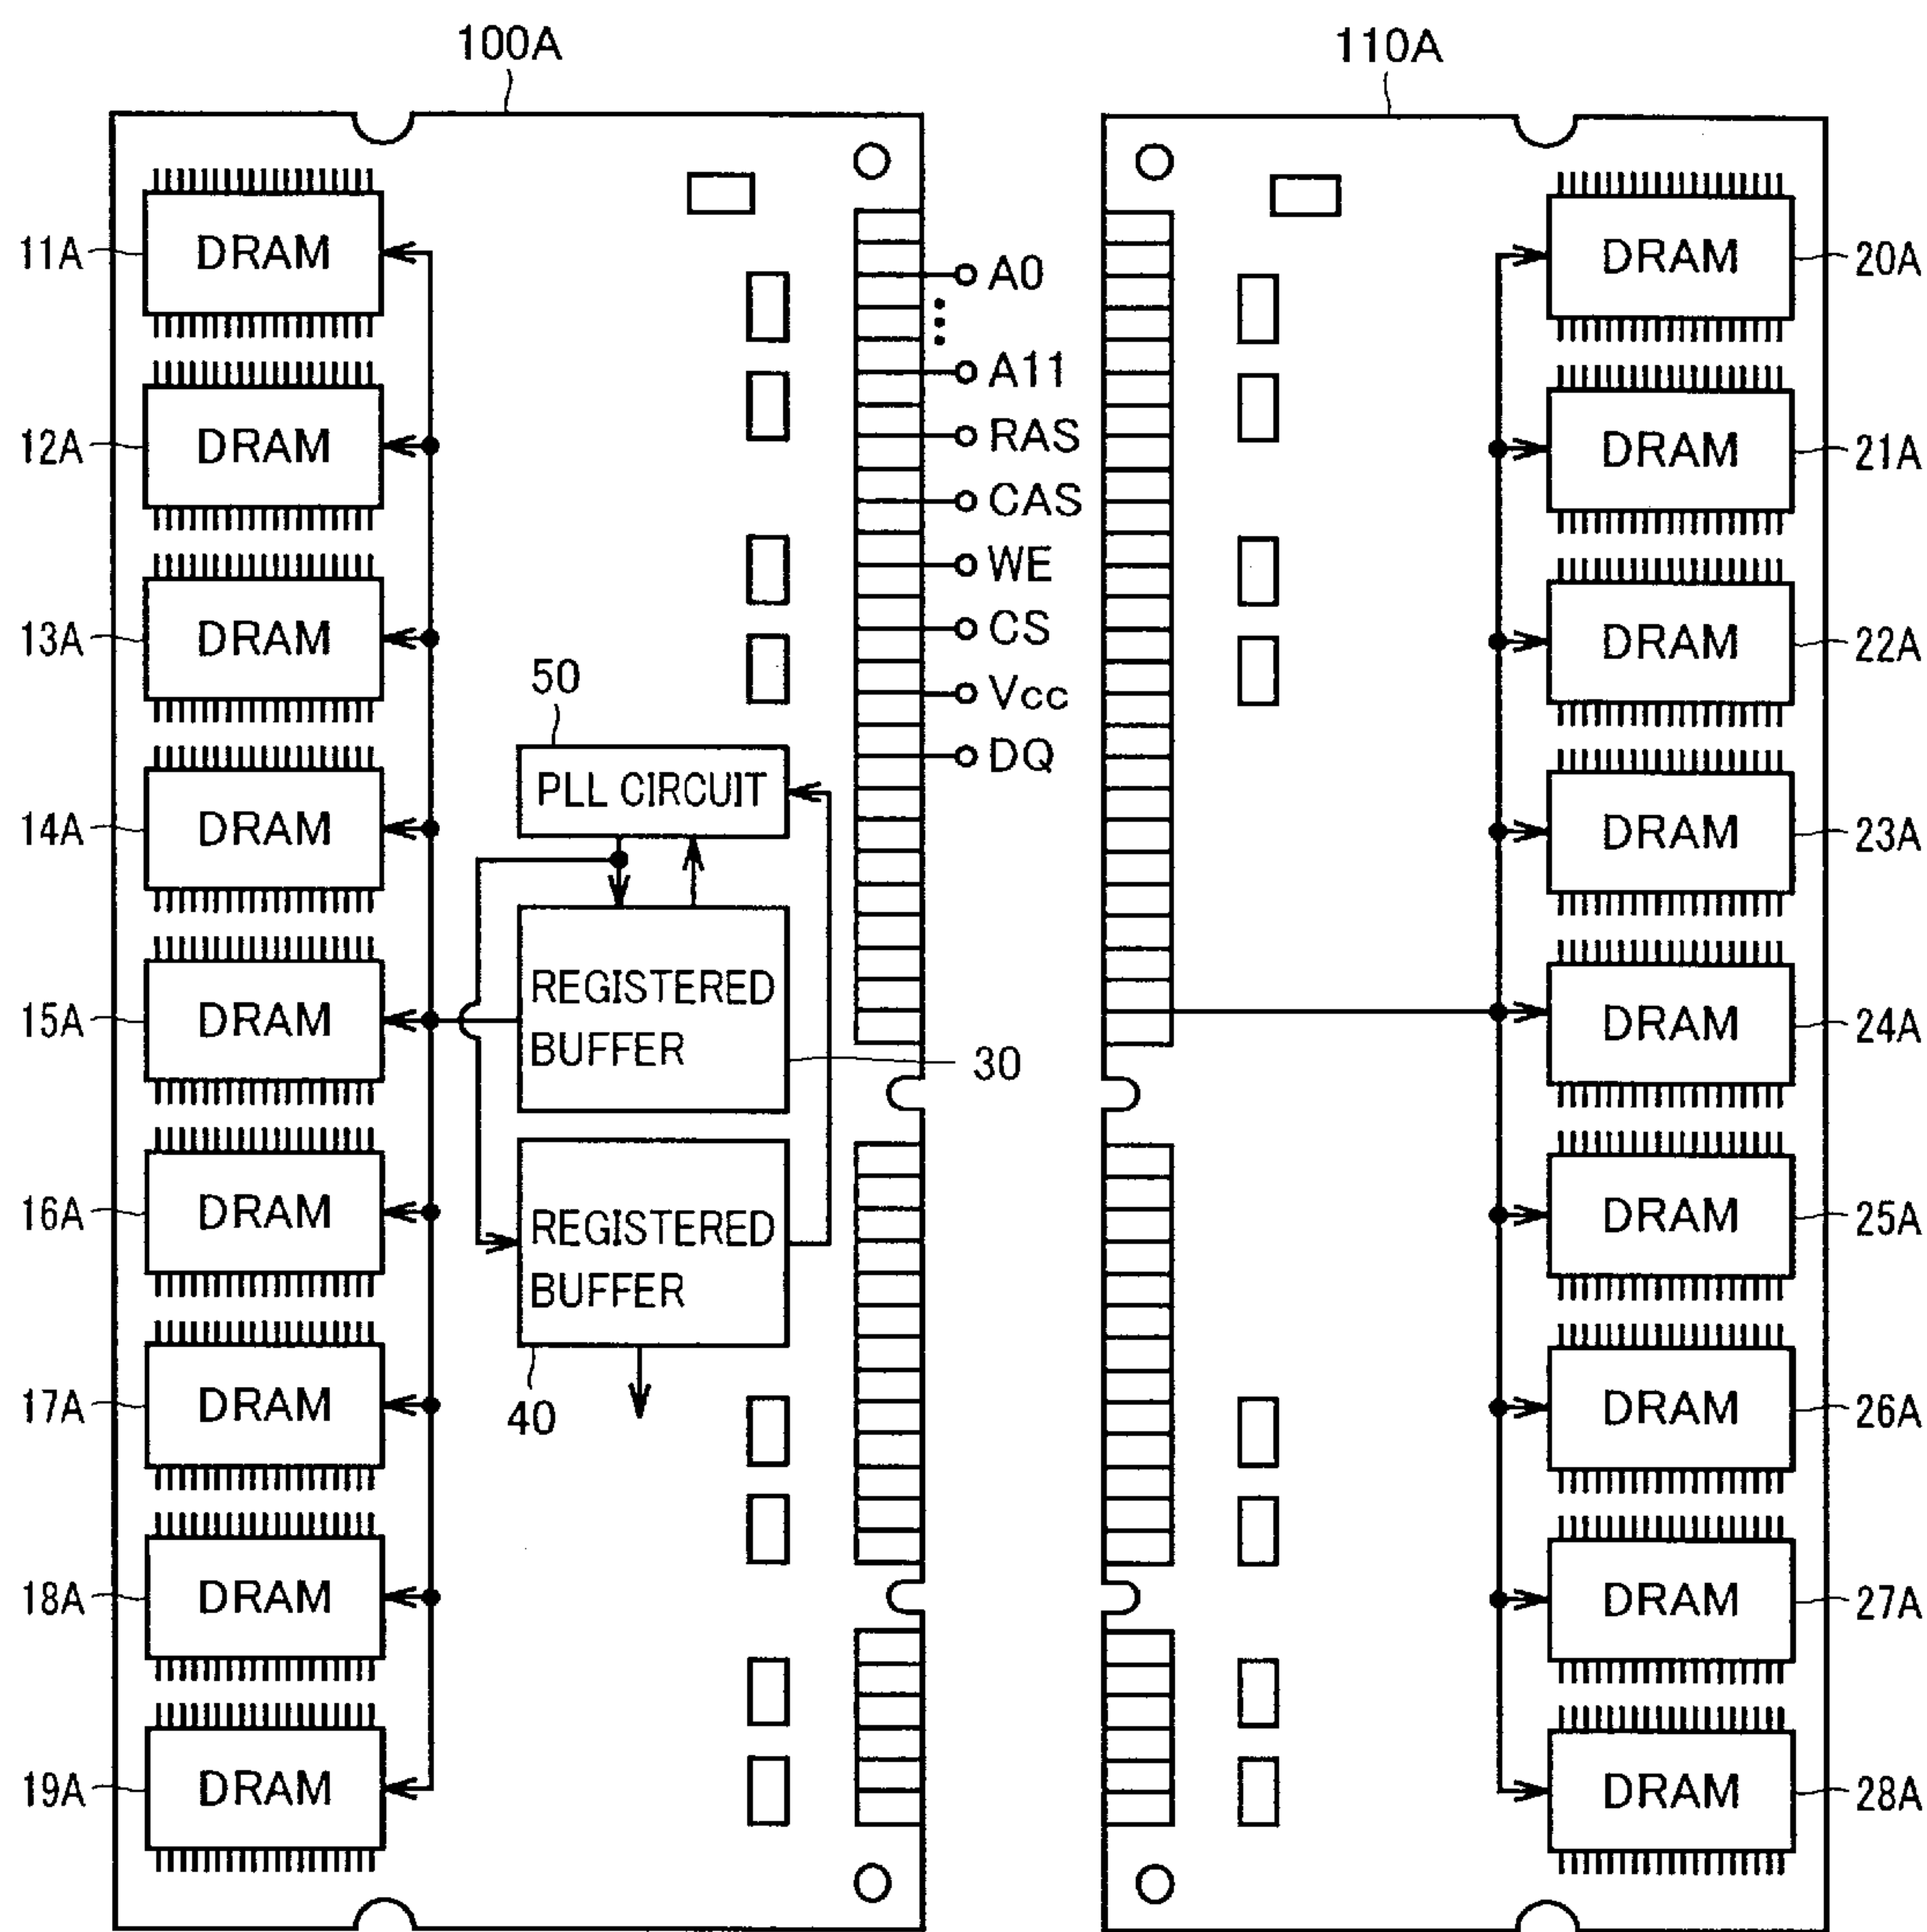 100A
110A
11A DRAM
12A DRAM
13A DRAM
14A DRAM
15A DRAM
16A DRAM
17A DRAM
18A DRAM
19A DRAM
50
PLL CIRCUIT
REGISTERED
BUFFER
30
REGISTERED
BUFFER
40
A0
A11
RAS
CAS
WE
CS
Vcc
DQ
DRAM 20A
DRAM 21A
DRAM 22A
DRAM 23A
DRAM 24A
DRAM 25A
DRAM 26A
DRAM 27A
DRAM 28A